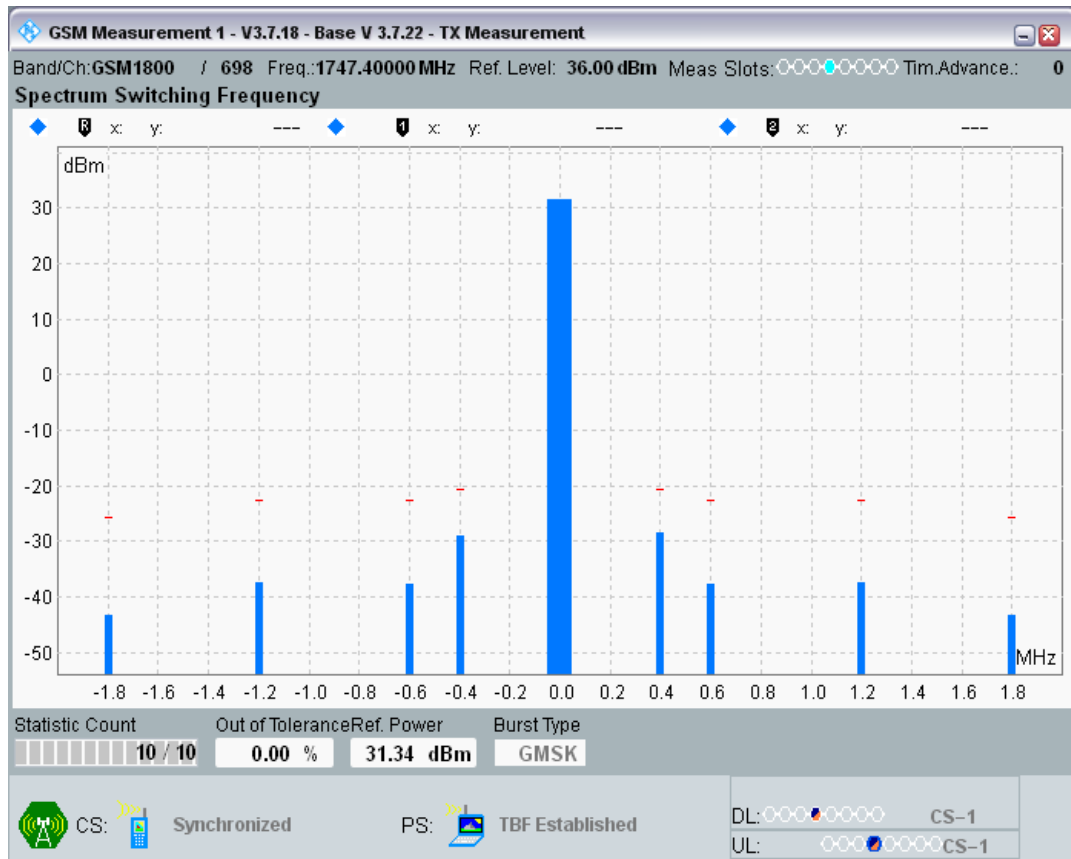 GSM Measurement 1 - V3.7.18 - Base V 3.7.22 - TX Measurement
Band/Ch:GSM1800 / 698 Freq.:1747.40000 MHz Ref. Level: 36.00 dBm Meas Slots: Tim.Advance.: 0
Spectrum Switching Frequency
R x: y: --- 1 x: y: --- 2 x: y: ---
dBm
30
20
10
0
-10
-20
-30
-40
-50
MHz
-1.8 -1.6 -1.4 -1.2 -1.0 -0.8 -0.6 -0.4 -0.2 0.0 0.2 0.4 0.6 0.8 1.0 1.2 1.4 1.6 1.8
Statistic Count Out of Tolerance Ref. Power Burst Type
10 / 10 0.00 % 31.34 dBm GMSK
CS: Synchronized PS: TBF Established DL: CS-1
UL: CS-1